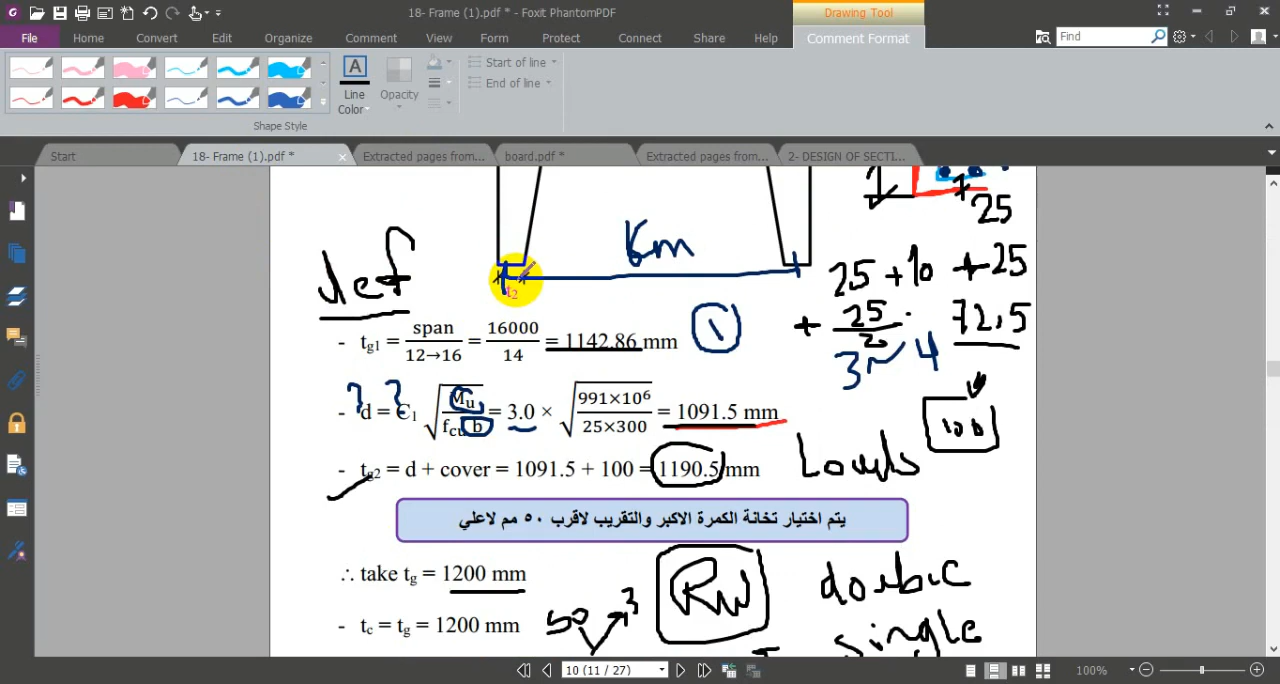 18- Frame (1).pdf * - Foxit PhantomPDF
Drawing Tool
File Home Convert Edit Organize Comment View Form Protect Connect Share Help Comment Format
Find
Start of line
End of line
Line Color
Opacity
Shape Style
Start
18- Frame (1).pdf *
Extracted pages from...
board.pdf *
Extracted pages from...
2- DESIGN OF SECTI...
25
def
t2
25 + 10 + 25
+ 25/2
72.5
- tg1 = span/12→16 = 16000/14 = 1142.86 mm
1
3 4
? ?
- d = C1 √(Mu/fcu b) = 3.0 × √(991×10⁶/25×300) = 1091.5 mm
100
Loads
- tg2 = d + cover = 1091.5 + 100 = 1190.5 mm
يتم اختيار تخانة الكمرة الاكبر والتقريب لاقرب ٥٠ مم لاعلي
∴ take tg = 1200 mm
RW
double
50 3
- tc = tg = 1200 mm
single
10 (11 / 27)
100%